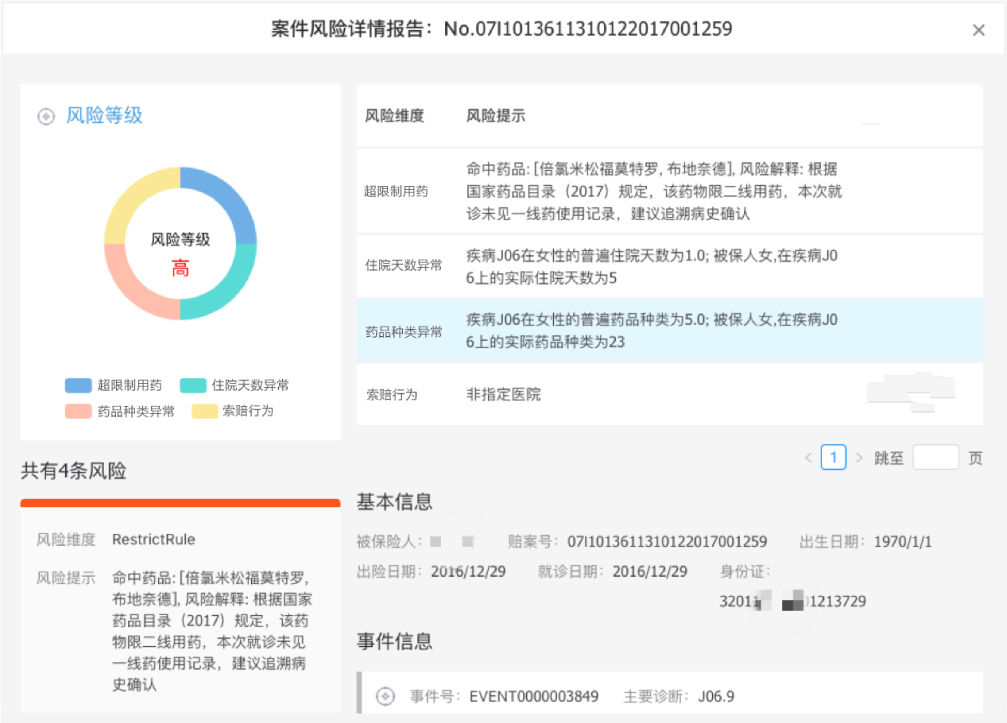 案件风险详情报告：No.07I1013611310122017001259
×
风险等级
风险等级
高
超限制用药 住院天数异常
药品种类异常 索赔行为
风险维度 风险提示
超限制用药
命中药品: [倍氯米松福莫特罗, 布地奈德], 风险解释: 根据
国家药品目录（2017）规定，该药物限二线用药，本次就
诊未见一线药使用记录，建议追溯病史确认
住院天数异常
疾病J06在女性的普遍住院天数为1.0; 被保人女,在疾病J0
6上的实际住院天数为5
药品种类异常
疾病J06在女性的普遍药品种类为5.0; 被保人女,在疾病J0
6上的实际药品种类为23
索赔行为 非指定医院
< 1 > 跳至 页
共有4条风险
风险维度 RestrictRule
风险提示 命中药品: [倍氯米松福莫特罗,
布地奈德], 风险解释: 根据国家
药品目录（2017）规定，该药
物限二线用药，本次就诊未见
一线药使用记录，建议追溯病
史确认
基本信息
被保险人： 赔案号：07I1013611310122017001259 出生日期：1970/1/1
出险日期：2016/12/29 就诊日期：2016/12/29 身份证：
3201 1213729
事件信息
事件号：EVENT0000003849 主要诊断：J06.9